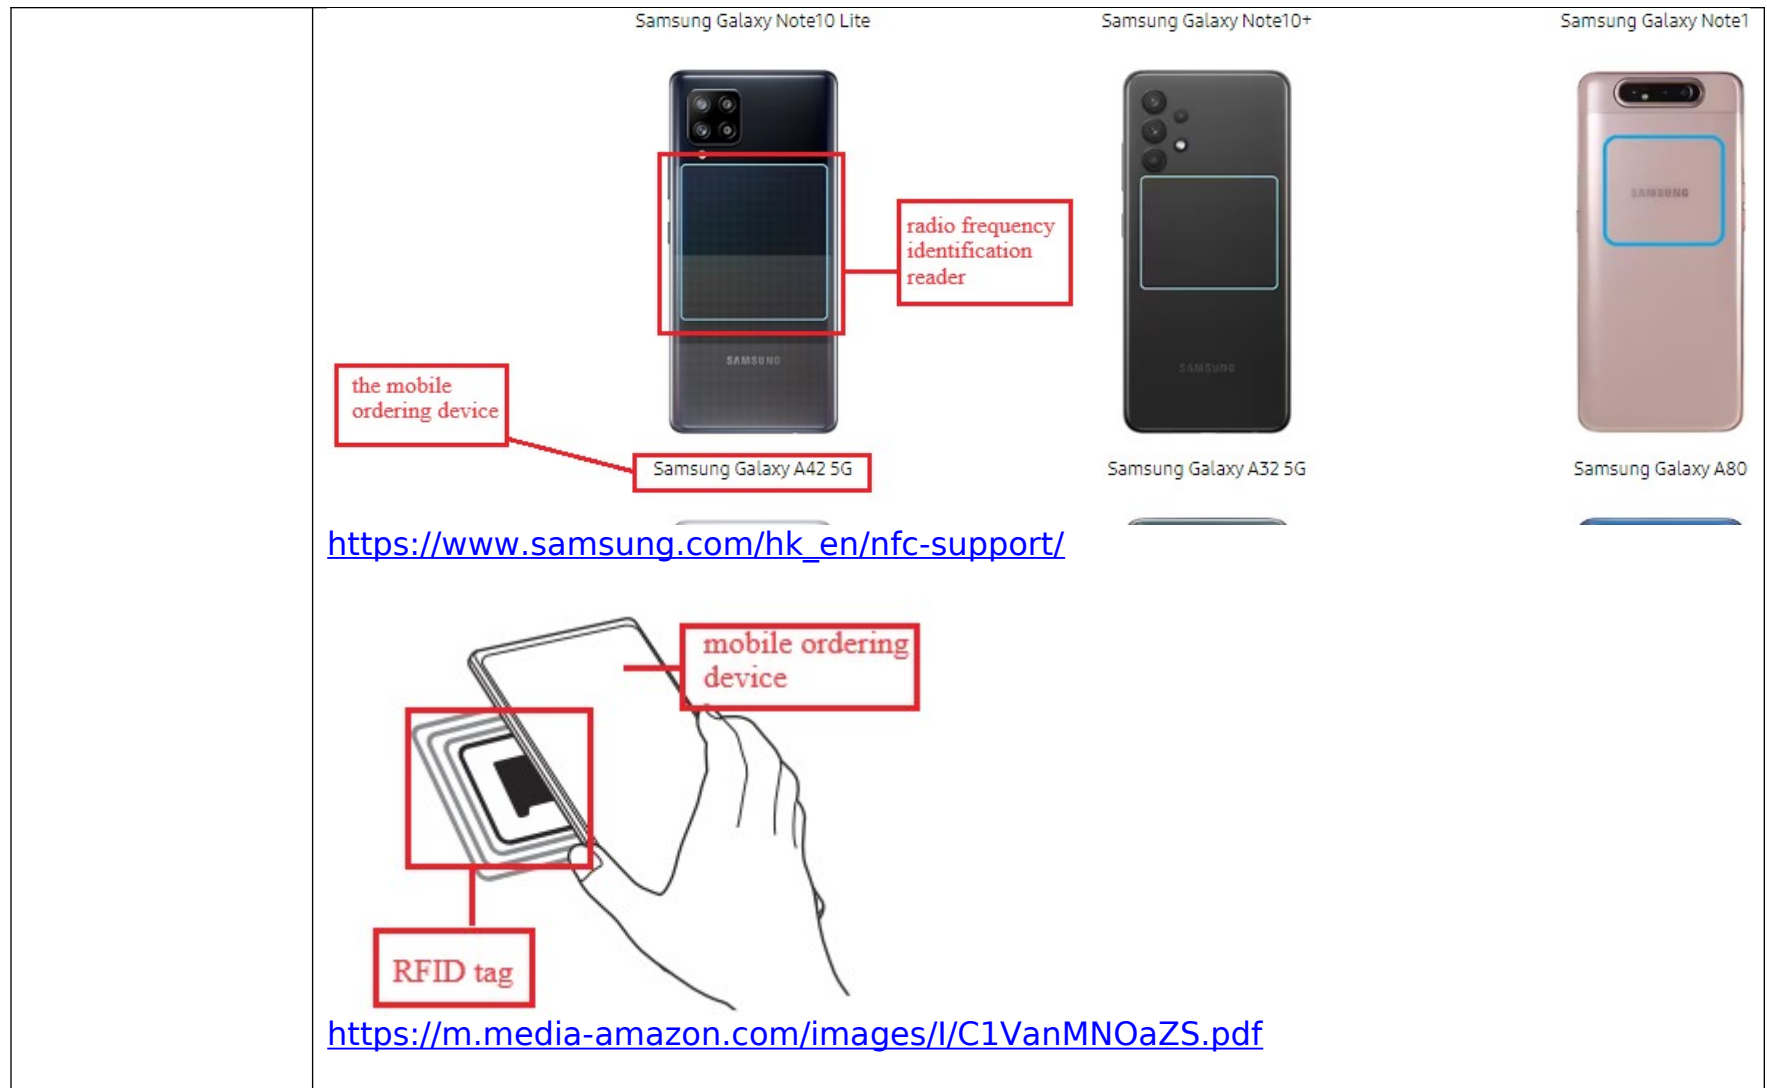 Samsung Galaxy Note10 Lite
Samsung Galaxy Note10+
Samsung Galaxy Note1
radio frequency
identification
reader
SAMSUNG
SAMSUNG
SAMSUNG
the mobile
ordering device
Samsung Galaxy A42 5G
Samsung Galaxy A32 5G
Samsung Galaxy A80
https://www.samsung.com/hk_en/nfc-support/
mobile ordering
device
RFID tag
https://m.media-amazon.com/images/I/C1VanMNOaZS.pdf